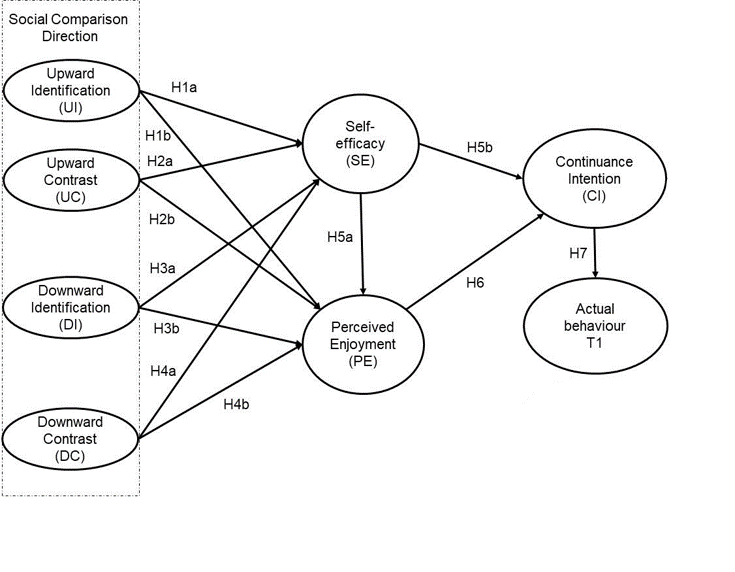 Social Comparison
Direction
Upward
Identification
(UI)
H1a
H1b
Upward
Contrast
(UC)
H2a
H2b
Downward
Identification
(DI)
H3a
H3b
Downward
Contrast
(DC)
H4a
H4b
Self-
efficacy
(SE)
H5a
H5b
Perceived
Enjoyment
(PE)
H6
Continuance
Intention
(CI)
H7
Actual
behaviour
T1